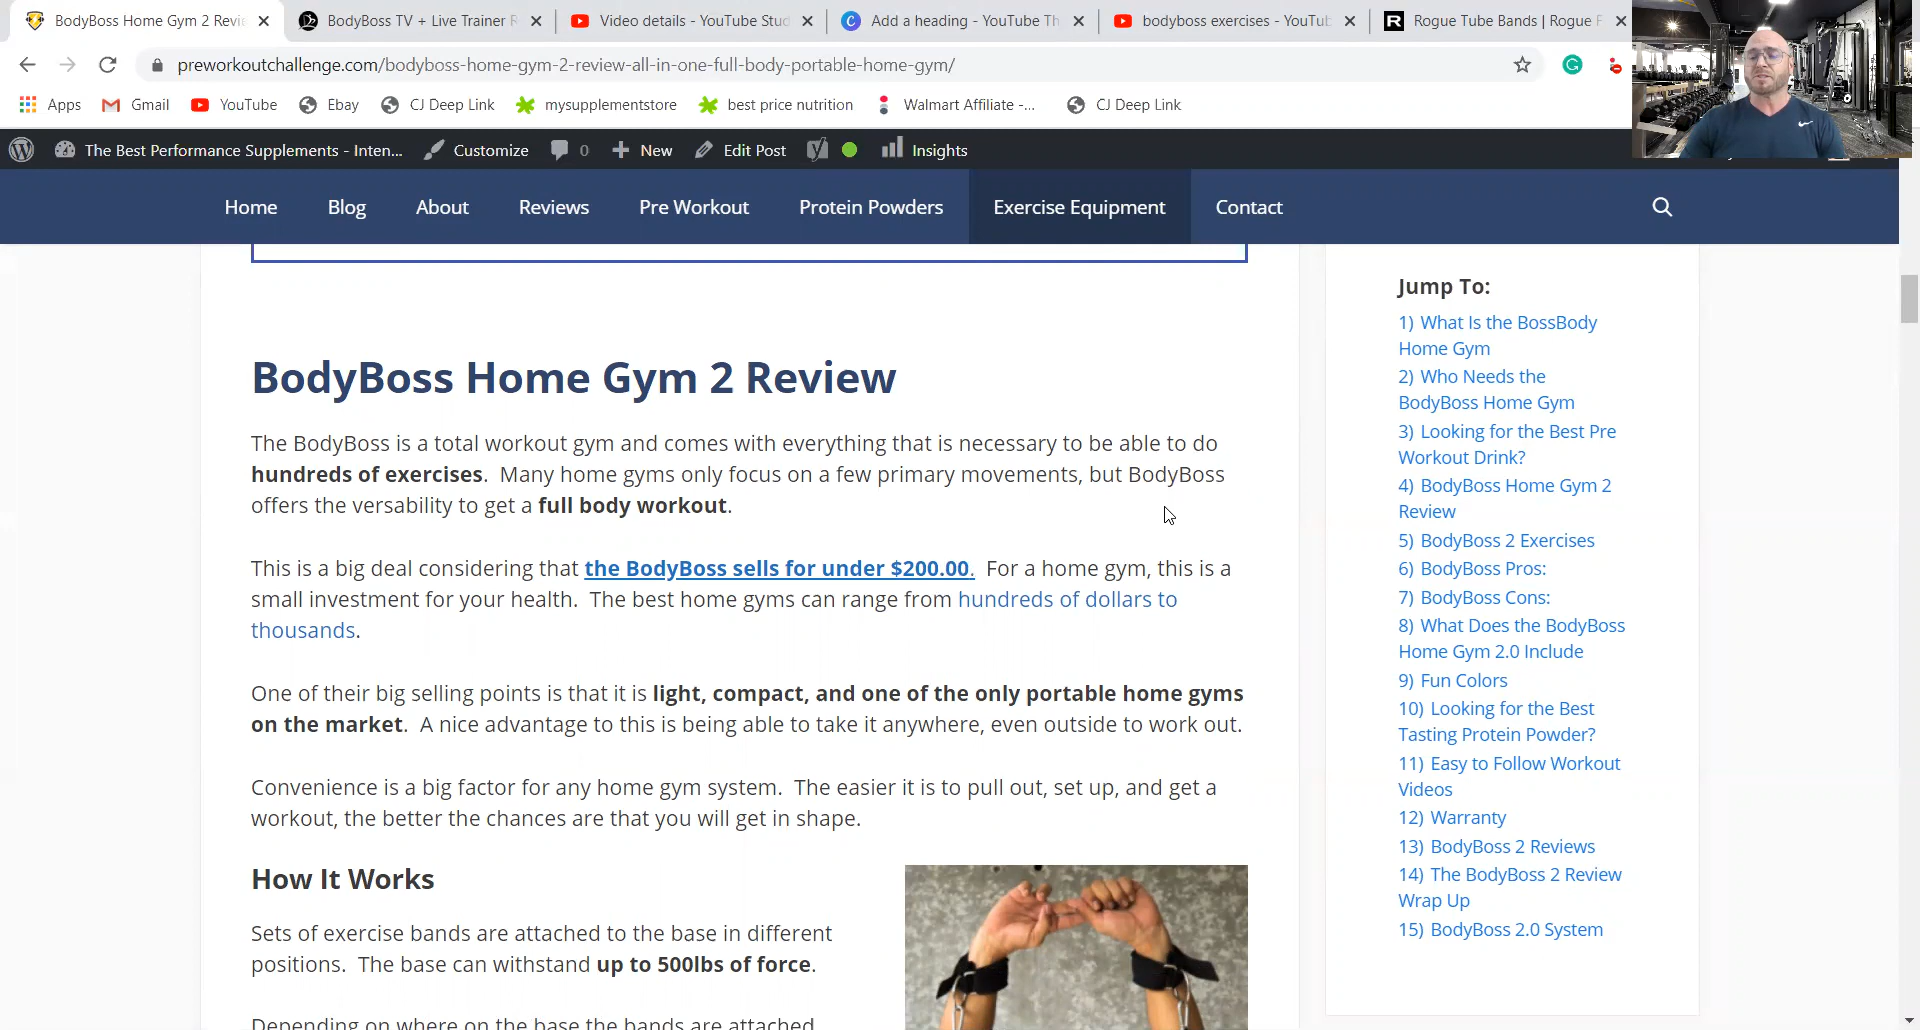 BodyBoss Home Gym 2 Revie
BodyBoss TV + Live Trainer R
Video details - YouTube Stud
Add a heading - YouTube Th
bodyboss exercises - YouTub
Rogue Tube Bands | Rogue F
preworkoutchallenge.com/bodyboss-home-gym-2-review-all-in-one-full-body-portable-home-gym/
Apps
Gmail
YouTube
Ebay
CJ Deep Link
mysupplementstore
best price nutrition
Walmart Affiliate -...
CJ Deep Link
The Best Performance Supplements - Inten...
Customize
0
New
Edit Post
Insights
Home
Blog
About
Reviews
Pre Workout
Protein Powders
Exercise Equipment
Contact
BodyBoss Home Gym 2 Review
The BodyBoss is a total workout gym and comes with everything that is necessary to be able to do
hundreds of exercises. Many home gyms only focus on a few primary movements, but BodyBoss
offers the versability to get a full body workout.
This is a big deal considering that the BodyBoss sells for under $200.00. For a home gym, this is a
small investment for your health. The best home gyms can range from hundreds of dollars to
thousands.
One of their big selling points is that it is light, compact, and one of the only portable home gyms
on the market. A nice advantage to this is being able to take it anywhere, even outside to work out.
Convenience is a big factor for any home gym system. The easier it is to pull out, set up, and get a
workout, the better the chances are that you will get in shape.
How It Works
Sets of exercise bands are attached to the base in different
positions. The base can withstand up to 500lbs of force.
Depending on where on the base the bands are attached
Jump To:
1) What Is the BossBody
Home Gym
2) Who Needs the
BodyBoss Home Gym
3) Looking for the Best Pre
Workout Drink?
4) BodyBoss Home Gym 2
Review
5) BodyBoss 2 Exercises
6) BodyBoss Pros:
7) BodyBoss Cons:
8) What Does the BodyBoss
Home Gym 2.0 Include
9) Fun Colors
10) Looking for the Best
Tasting Protein Powder?
11) Easy to Follow Workout
Videos
12) Warranty
13) BodyBoss 2 Reviews
14) The BodyBoss 2 Review
Wrap Up
15) BodyBoss 2.0 System